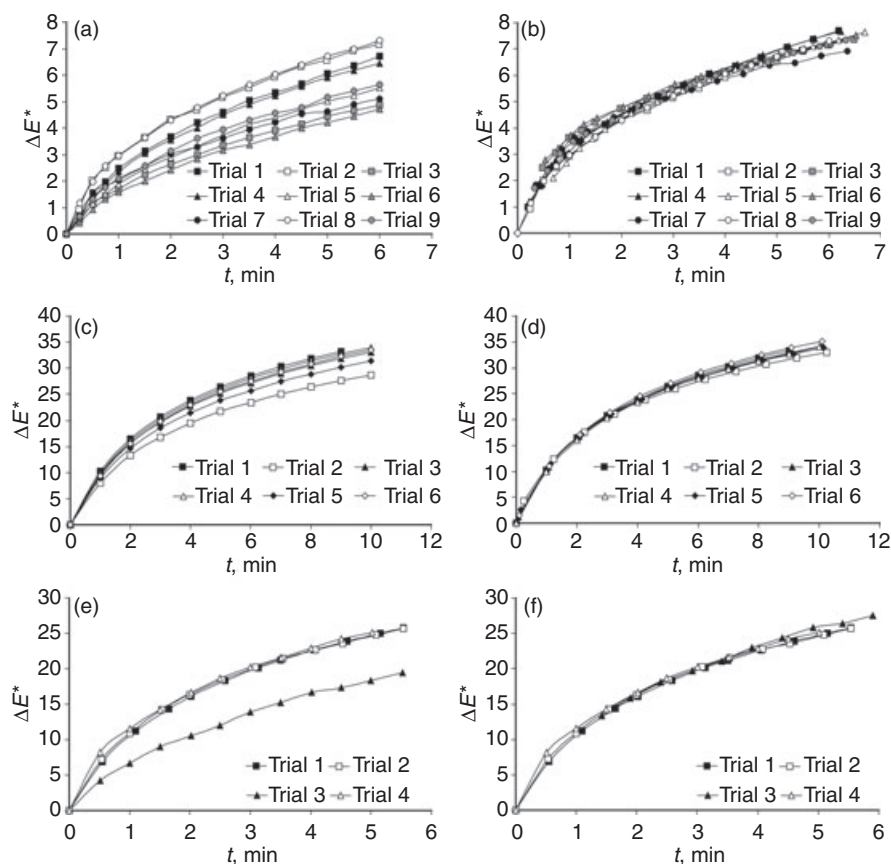 (a)
8
7
6
5
4
3
2
1
0
ΔE*
Trial 1 Trial 2 Trial 3
Trial 4 Trial 5 Trial 6
Trial 7 Trial 8 Trial 9
0 1 2 3 4 5 6 7
t, min
(b)
8
7
6
5
4
3
2
1
0
ΔE*
Trial 1 Trial 2 Trial 3
Trial 4 Trial 5 Trial 6
Trial 7 Trial 8 Trial 9
0 1 2 3 4 5 6 7
t, min
(c)
40
35
30
25
20
15
10
5
0
ΔE*
Trial 1 Trial 2 Trial 3
Trial 4 Trial 5 Trial 6
0 2 4 6 8 10 12
t, min
(d)
40
35
30
25
20
15
10
5
0
ΔE*
Trial 1 Trial 2 Trial 3
Trial 4 Trial 5 Trial 6
0 2 4 6 8 10 12
t, min
(e)
30
25
20
15
10
5
0
ΔE*
Trial 1 Trial 2
Trial 3 Trial 4
0 1 2 3 4 5 6
t, min
(f)
30
25
20
15
10
5
0
ΔE*
Trial 1 Trial 2
Trial 3 Trial 4
0 1 2 3 4 5 6
t, min